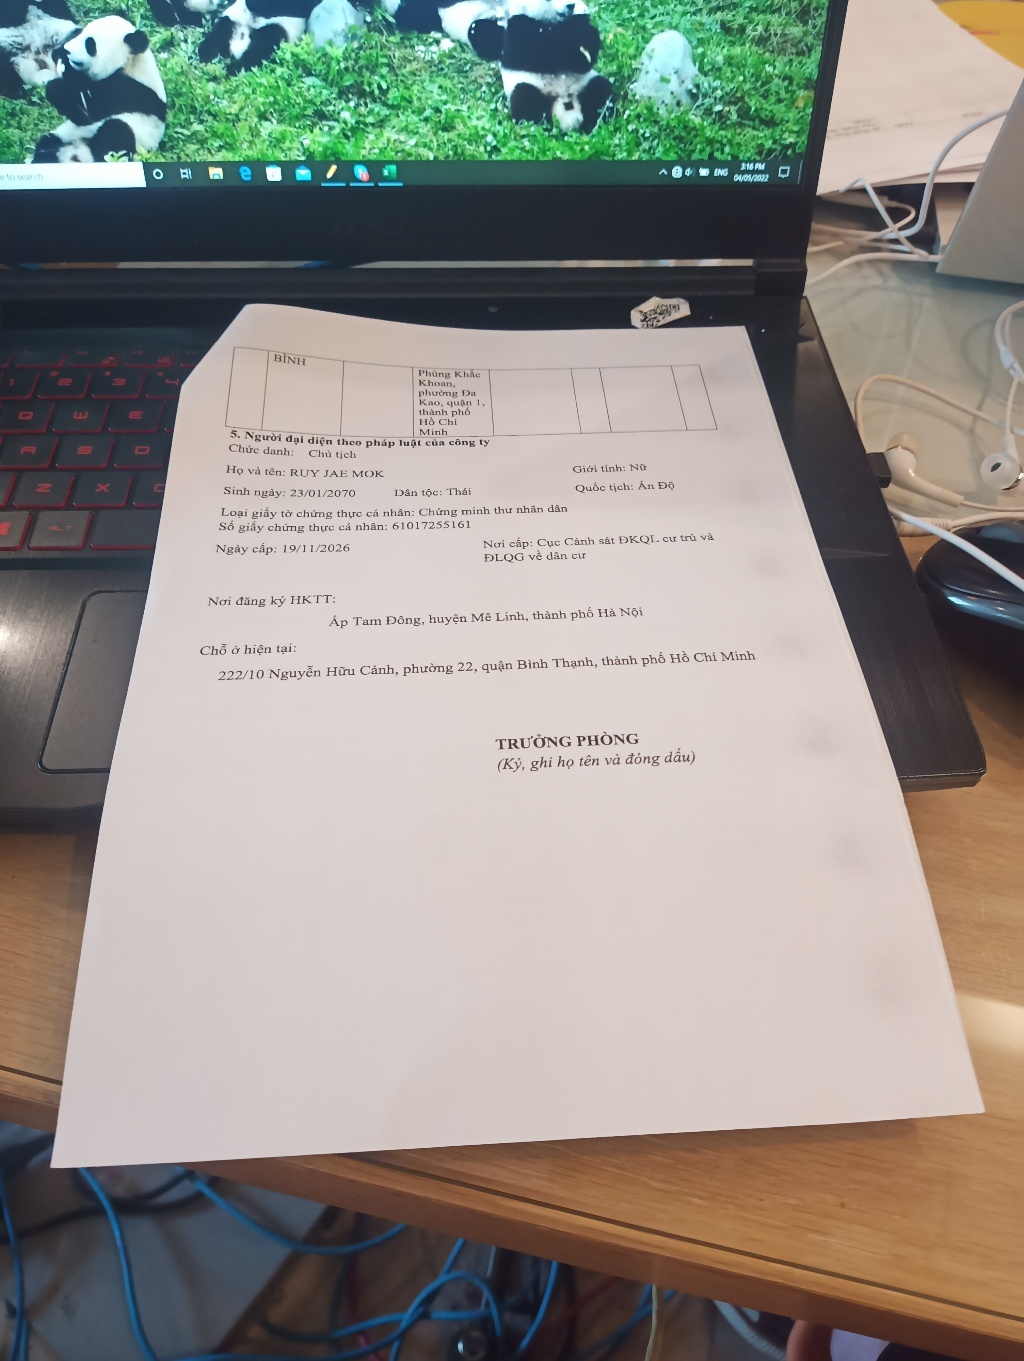 e to search
ENG
3:16 PM
04/05/2022
BÌNH
Phùng Khắc
Khoan,
phường Đa
Kao, quận 1,
thành phố
Hồ Chí
Minh
5. Người đại diện theo pháp luật của công ty
Chức danh: Chủ tịch
Họ và tên: RUY JAE MOK Giới tính: Nữ
Sinh ngày: 23/01/2070 Dân tộc: Thái Quốc tịch: Ấn Độ
Loại giấy tờ chứng thực cá nhân: Chứng minh thư nhân dân
Số giấy chứng thực cá nhân: 61017255161
Ngày cấp: 19/11/2026 Nơi cấp: Cục Cảnh sát ĐKQL cư trú và
ĐLQG về dân cư
Nơi đăng ký HKTT:
Áp Tam Đông, huyện Mê Linh, thành phố Hà Nội
Chỗ ở hiện tại:
222/10 Nguyễn Hữu Cảnh, phường 22, quận Bình Thạnh, thành phố Hồ Chí Minh
TRƯỞNG PHÒNG
(Ký, ghi họ tên và đóng dấu)
1 2 3 4
Q W E
A S D
Z X C
ALT